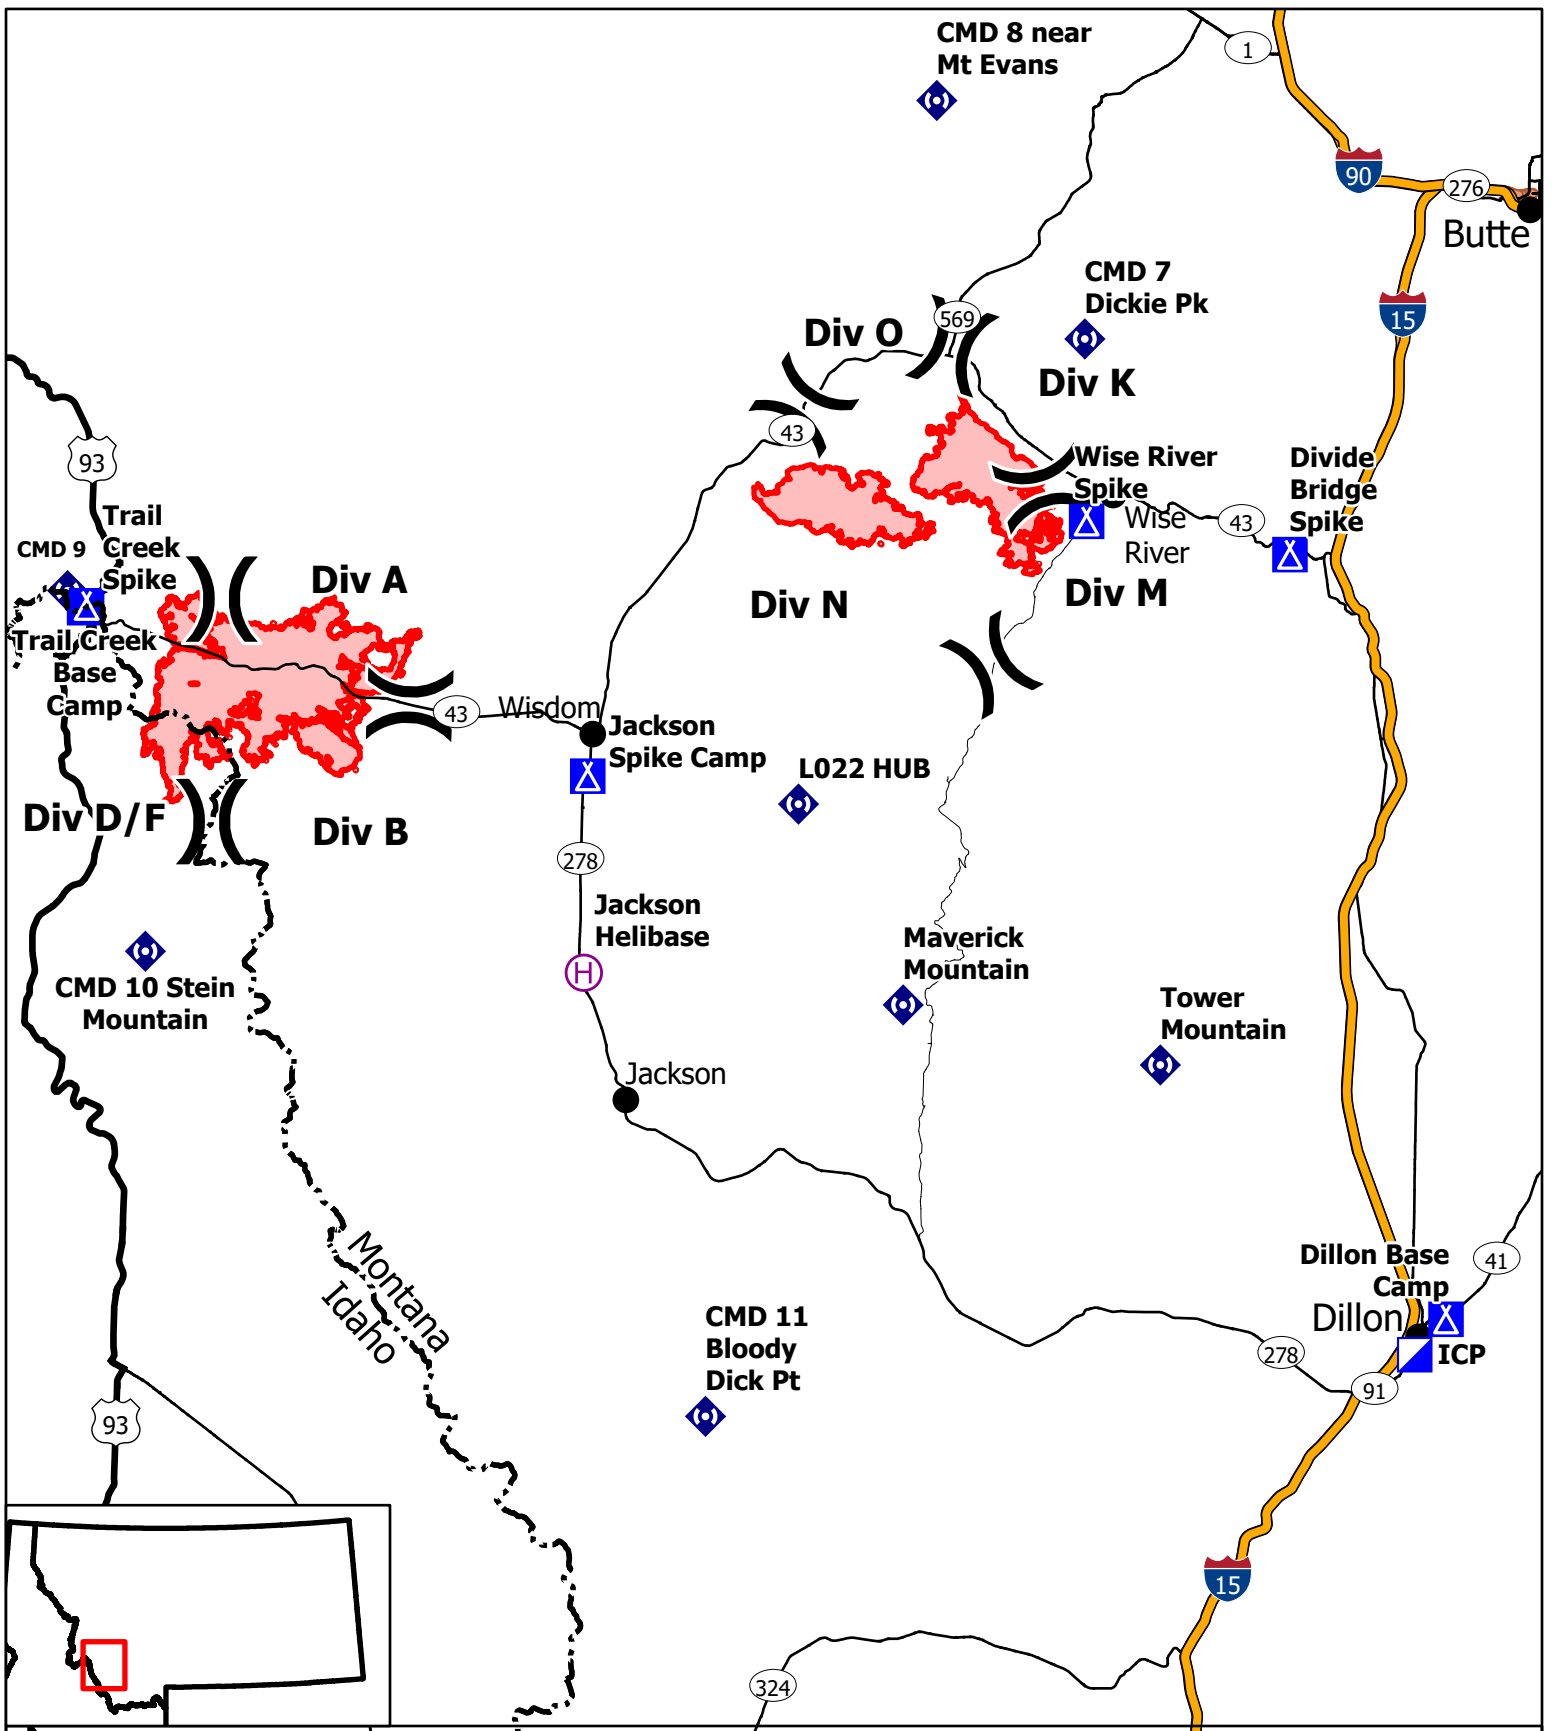 CMD 8 near
Mt Evans
1
90
276
Butte
CMD 7
Dickie Pk
15
569
Div O
Div K
43
93
Wise River
Spike
Divide
Bridge
Spike
Trail
Creek
Spike
CMD 9
Wise
River
43
Div A
Div N
Div M
Trail Creek
Base
Camp
43
Wisdom
Jackson
Spike Camp
L022 HUB
Div D/F
Div B
278
Jackson
Helibase
H
Maverick
Mountain
CMD 10 Stein
Mountain
Tower
Mountain
Jackson
Montana
Idaho
Dillon Base
Camp
41
Dillon
ICP
CMD 11
Bloody
Dick Pt
278
91
93
15
324